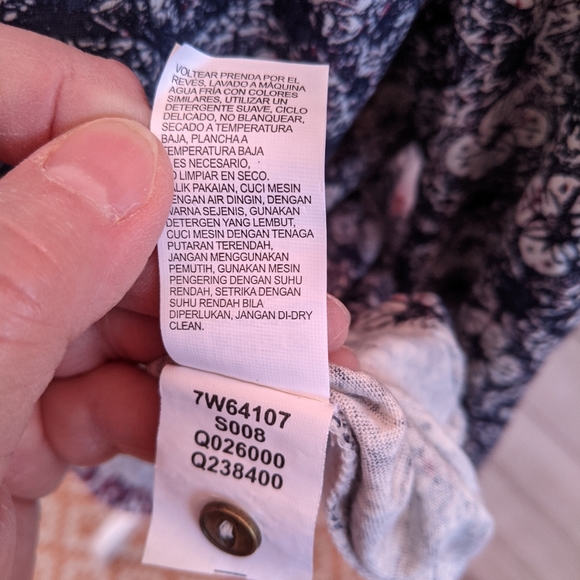 VOLTEAR PRENDA POR EL
REVES, LAVADO A MÁQUINA
AGUA FRÍA CON COLORES
SIMILARES, UTILIZAR UN
DETERGENTE SUAVE, CICLO
DELICADO, NO BLANQUEAR,
SECADO A TEMPERATURA
BAJA, PLANCHA A
TEMPERATURA BAJA
ES NECESARIO,
LIMPIAR EN SECO.
PAKAIAN, CUCI MESIN
DENGAN AIR DINGIN, DENGAN
WARNA SEJENIS, GUNAKAN
DETERGEN YANG LEMBUT,
CUCI MESIN DENGAN TENAGA
PUTARAN TERENDAH,
JANGAN MENGGUNAKAN
PEMUTIH, GUNAKAN MESIN
PENGERING DENGAN SUHU
RENDAH, SETRIKA DENGAN
SUHU RENDAH BILA
DIPERLUKAN, JANGAN DI-DRY
CLEAN.
7W64107
S008
Q026000
Q238400